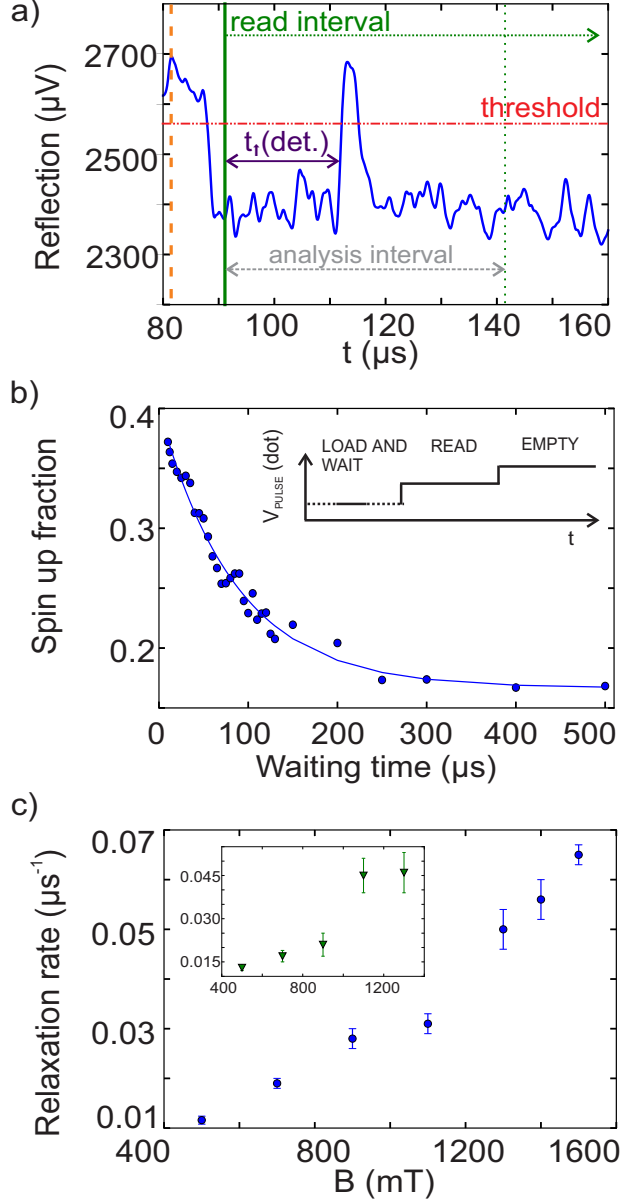 a)
read interval
2700
threshold
Reflection (µV)
t↑(det.)
2500
analysis interval
2300
80 100 120 140 160
t (µs)
b)
0.4
LOAD AND WAIT READ EMPTY
V_PULSE (dot)
t
0.3
Spin up fraction
0.2
0 100 200 300 400 500
Waiting time (µs)
c)
0.07
Relaxation rate (µs⁻¹)
0.045
0.030
0.015
400 800 1200
0.05
0.03
0.01
400 800 1200 1600
B (mT)